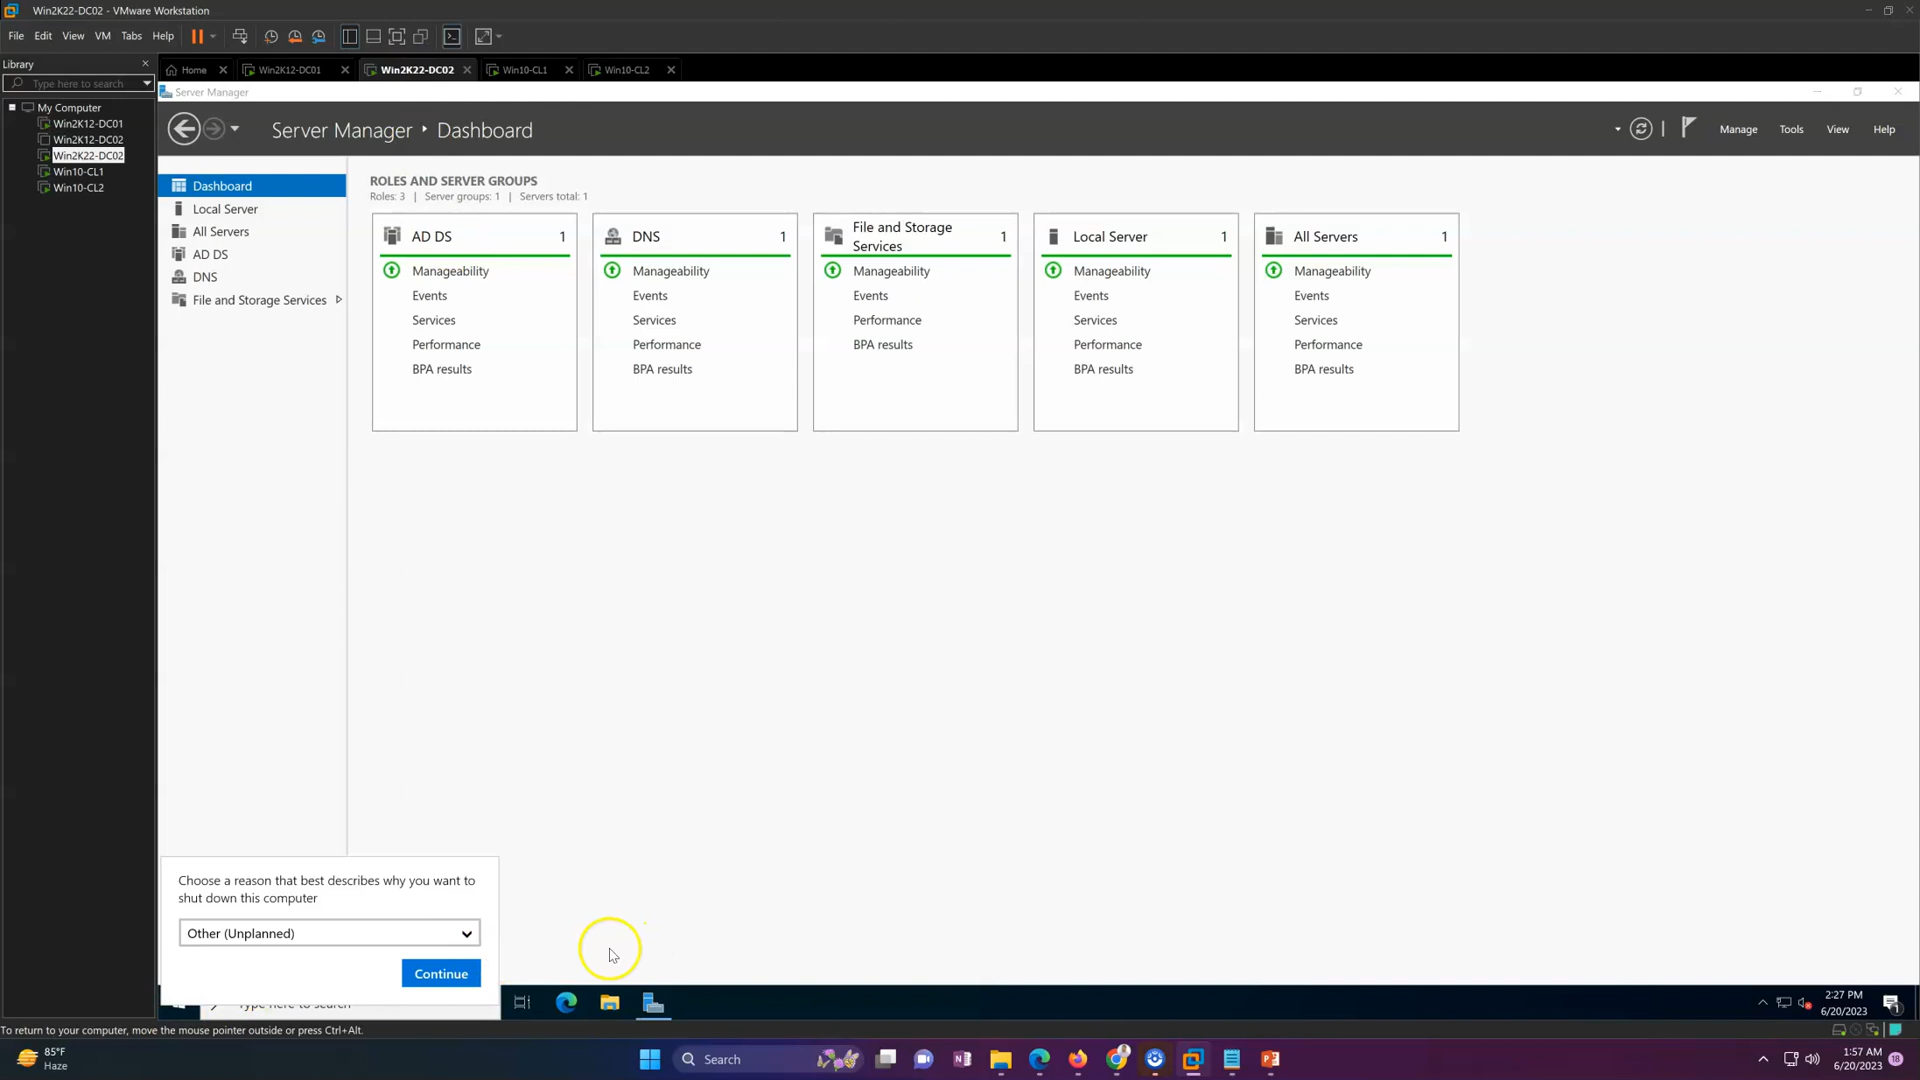 Win2K22-DC02 - VMware Workstation
File Edit View VM Tabs Help
Library
Type here to search
My Computer
Win2K12-DC01
Win2K12-DC02
Win2K22-DC02
Win10-CL1
Win10-CL2
Home Win2K12-DC01 Win2K22-DC02 Win10-CL1 Win10-CL2
Server Manager
Server Manager Dashboard
Manage Tools View Help
Dashboard
Local Server
All Servers
AD DS
DNS
File and Storage Services
ROLES AND SERVER GROUPS
Roles: 3 | Server groups: 1 | Servers total: 1
AD DS 1
Manageability
Events
Services
Performance
BPA results
DNS 1
Manageability
Events
Services
Performance
BPA results
File and Storage
Services 1
Manageability
Events
Performance
BPA results
Local Server 1
Manageability
Events
Services
Performance
BPA results
All Servers 1
Manageability
Events
Services
Performance
BPA results
Choose a reason that best describes why you want to
shut down this computer
Other (Unplanned)
Continue
Type here to search
2:27 PM
6/20/2023
1
To return to your computer, move the mouse pointer outside or press Ctrl+Alt.
85°F
Haze
Search
1:57 AM
6/20/2023
18